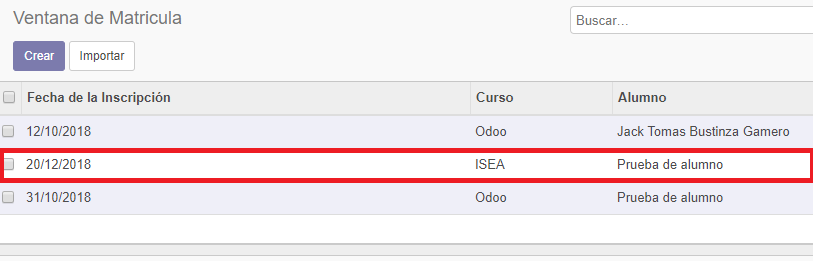 Ventana de Matricula
Buscar...
Crear Importar
Fecha de la Inscripción Curso Alumno
12/10/2018 Odoo Jack Tomas Bustinza Gamero
20/12/2018 ISEA Prueba de alumno
31/10/2018 Odoo Prueba de alumno